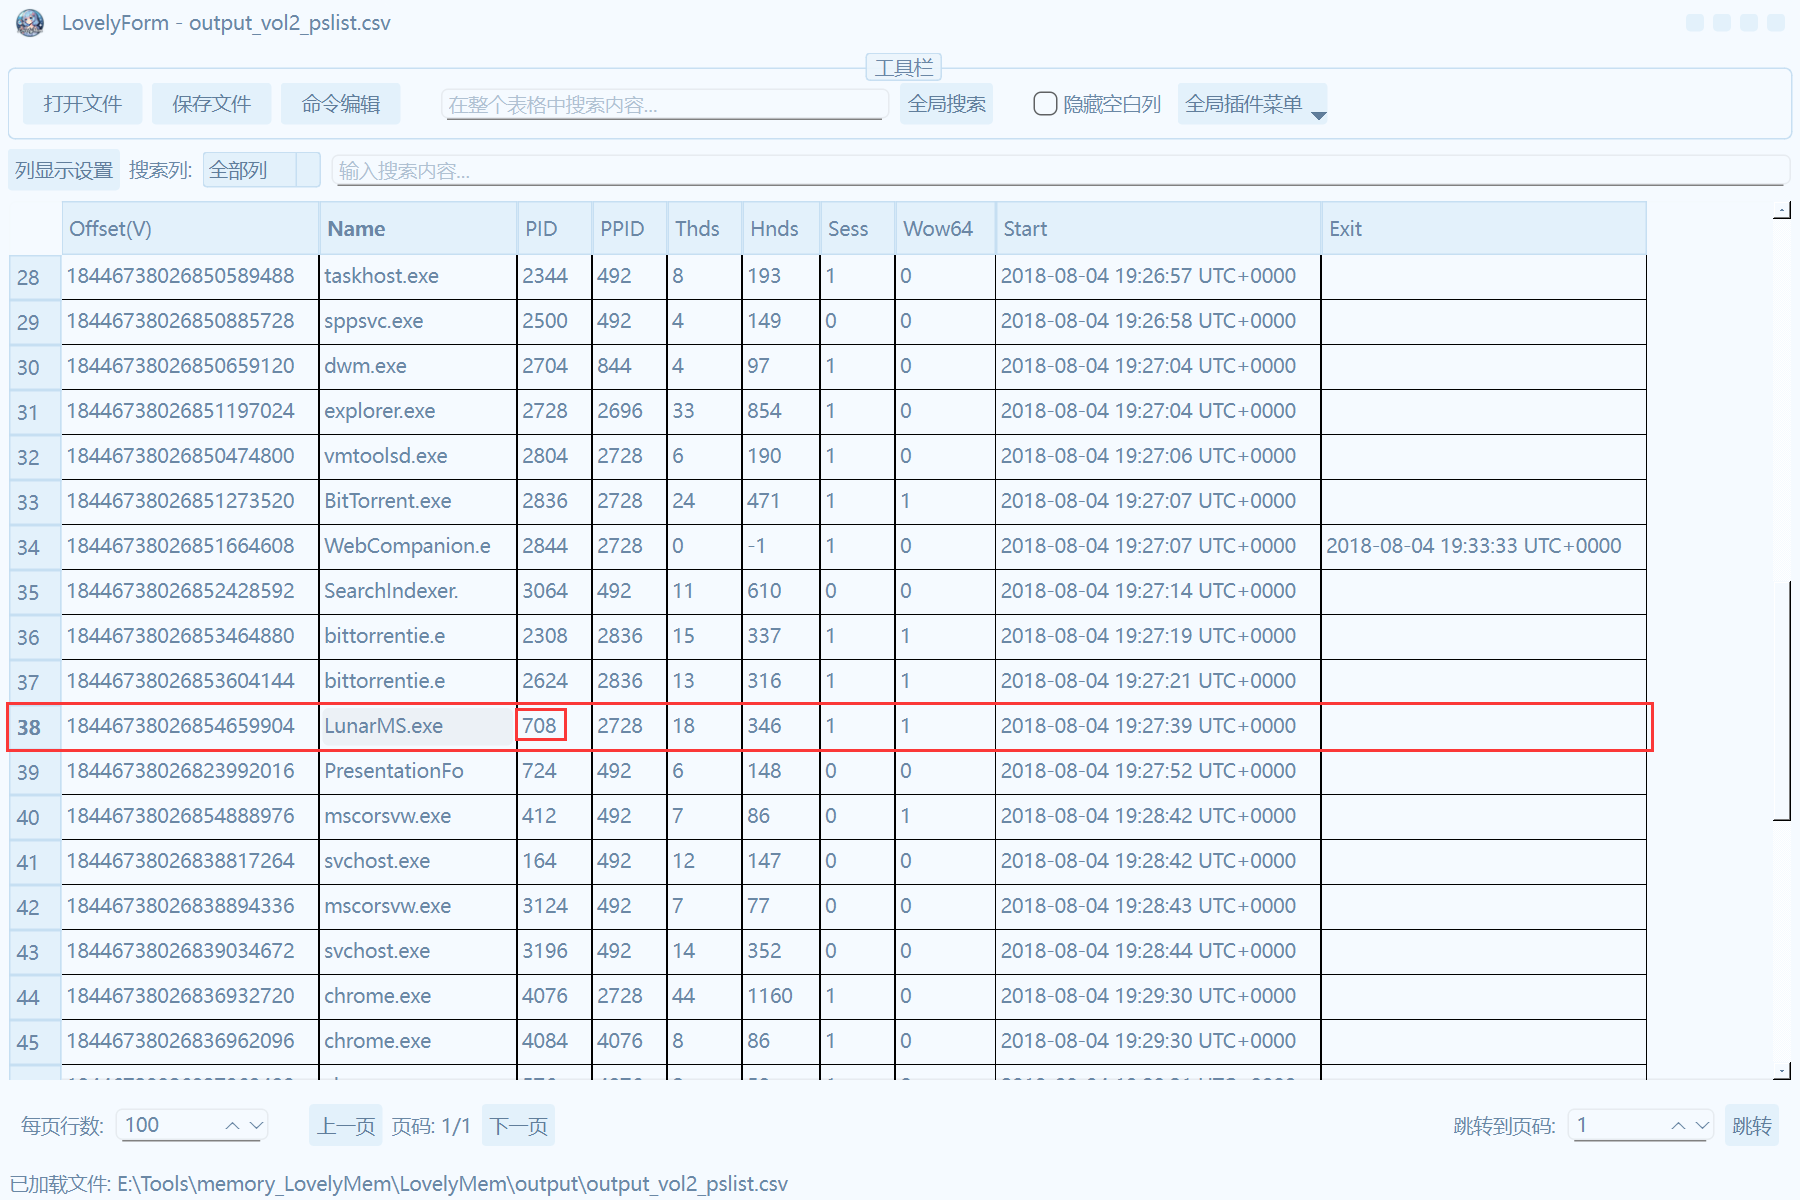 LovelyForm - output_vol2_pslist.csv
工具栏
打开文件 保存文件 命令编辑 在整个表格中搜索内容... 全局搜索 隐藏空白列 全局插件菜单
列显示设置 搜索列: 全部列 输入搜索内容...
Offset(V) Name PID PPID Thds Hnds Sess Wow64 Start Exit
28 18446738026850589488 taskhost.exe 2344 492 8 193 1 0 2018-08-04 19:26:57 UTC+0000
29 18446738026850885728 sppsvc.exe 2500 492 4 149 0 0 2018-08-04 19:26:58 UTC+0000
30 18446738026850659120 dwm.exe 2704 844 4 97 1 0 2018-08-04 19:27:04 UTC+0000
31 18446738026851197024 explorer.exe 2728 2696 33 854 1 0 2018-08-04 19:27:04 UTC+0000
32 18446738026850474800 vmtoolsd.exe 2804 2728 6 190 1 0 2018-08-04 19:27:06 UTC+0000
33 18446738026851273520 BitTorrent.exe 2836 2728 24 471 1 1 2018-08-04 19:27:07 UTC+0000
34 18446738026851664608 WebCompanion.e 2844 2728 0 -1 1 0 2018-08-04 19:27:07 UTC+0000 2018-08-04 19:33:33 UTC+0000
35 18446738026852428592 SearchIndexer. 3064 492 11 610 0 0 2018-08-04 19:27:14 UTC+0000
36 18446738026853464880 bittorrentie.e 2308 2836 15 337 1 1 2018-08-04 19:27:19 UTC+0000
37 18446738026853604144 bittorrentie.e 2624 2836 13 316 1 1 2018-08-04 19:27:21 UTC+0000
38 18446738026854659904 LunarMS.exe 708 2728 18 346 1 1 2018-08-04 19:27:39 UTC+0000
39 18446738026823992016 PresentationFo 724 492 6 148 0 0 2018-08-04 19:27:52 UTC+0000
40 18446738026854888976 mscorsvw.exe 412 492 7 86 0 1 2018-08-04 19:28:42 UTC+0000
41 18446738026838817264 svchost.exe 164 492 12 147 0 0 2018-08-04 19:28:42 UTC+0000
42 18446738026838894336 mscorsvw.exe 3124 492 7 77 0 0 2018-08-04 19:28:43 UTC+0000
43 18446738026839034672 svchost.exe 3196 492 14 352 0 0 2018-08-04 19:28:44 UTC+0000
44 18446738026836932720 chrome.exe 4076 2728 44 1160 1 0 2018-08-04 19:29:30 UTC+0000
45 18446738026836962096 chrome.exe 4084 4076 8 86 1 0 2018-08-04 19:29:30 UTC+0000
每页行数: 100 上一页 页码: 1/1 下一页 跳转到页码: 1 跳转
已加载文件: E:\Tools\memory_LovelyMem\LovelyMem\output\output_vol2_pslist.csv